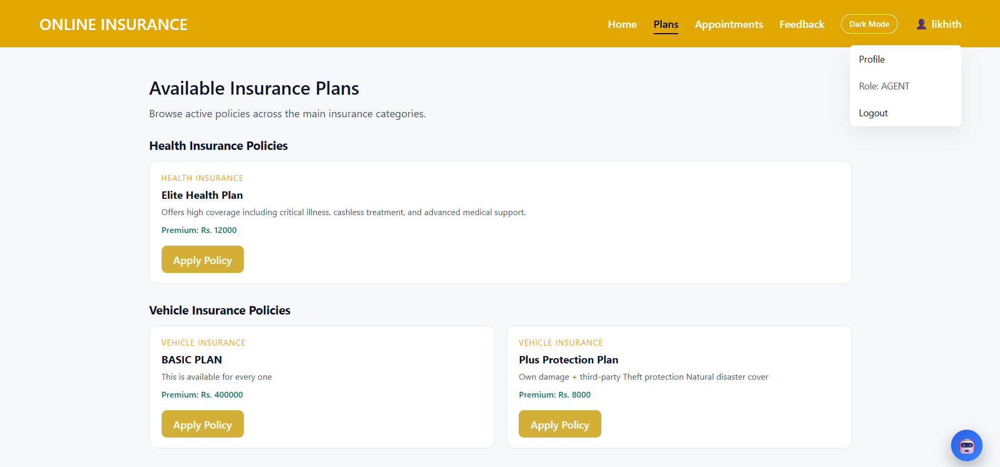 ONLINE INSURANCE
Home Plans Appointments Feedback Dark Mode likhith
Profile
Role: AGENT
Logout
Available Insurance Plans
Browse active policies across the main insurance categories.
Health Insurance Policies
HEALTH INSURANCE
Elite Health Plan
Offers high coverage including critical illness, cashless treatment, and advanced medical support.
Premium: Rs. 12000
Apply Policy
Vehicle Insurance Policies
VEHICLE INSURANCE
BASIC PLAN
This is available for every one
Premium: Rs. 400000
Apply Policy
VEHICLE INSURANCE
Plus Protection Plan
Own damage + third-party Theft protection Natural disaster cover
Premium: Rs. 8000
Apply Policy